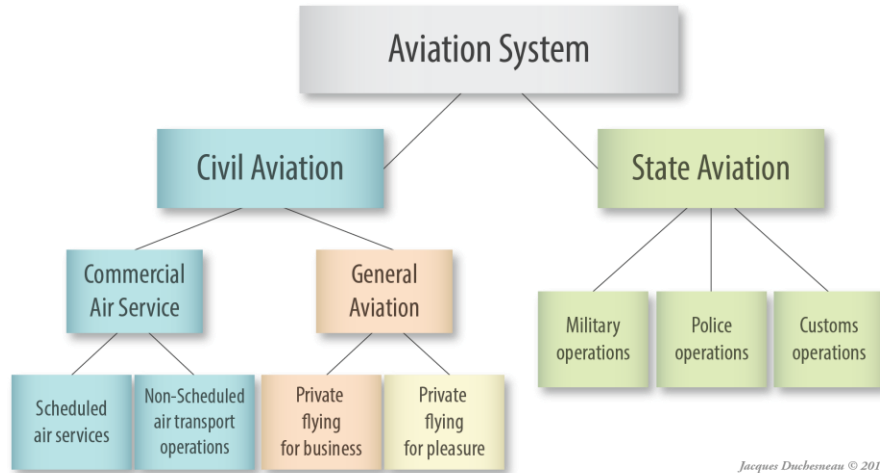 Aviation System
Civil Aviation
State Aviation
Commercial
Air Service
General
Aviation
Military
operations
Police
operations
Customs
operations
Scheduled
air services
Non-Scheduled
air transport
operations
Private
flying
for business
Private
flying
for pleasure
Jacques Duchesneau ©